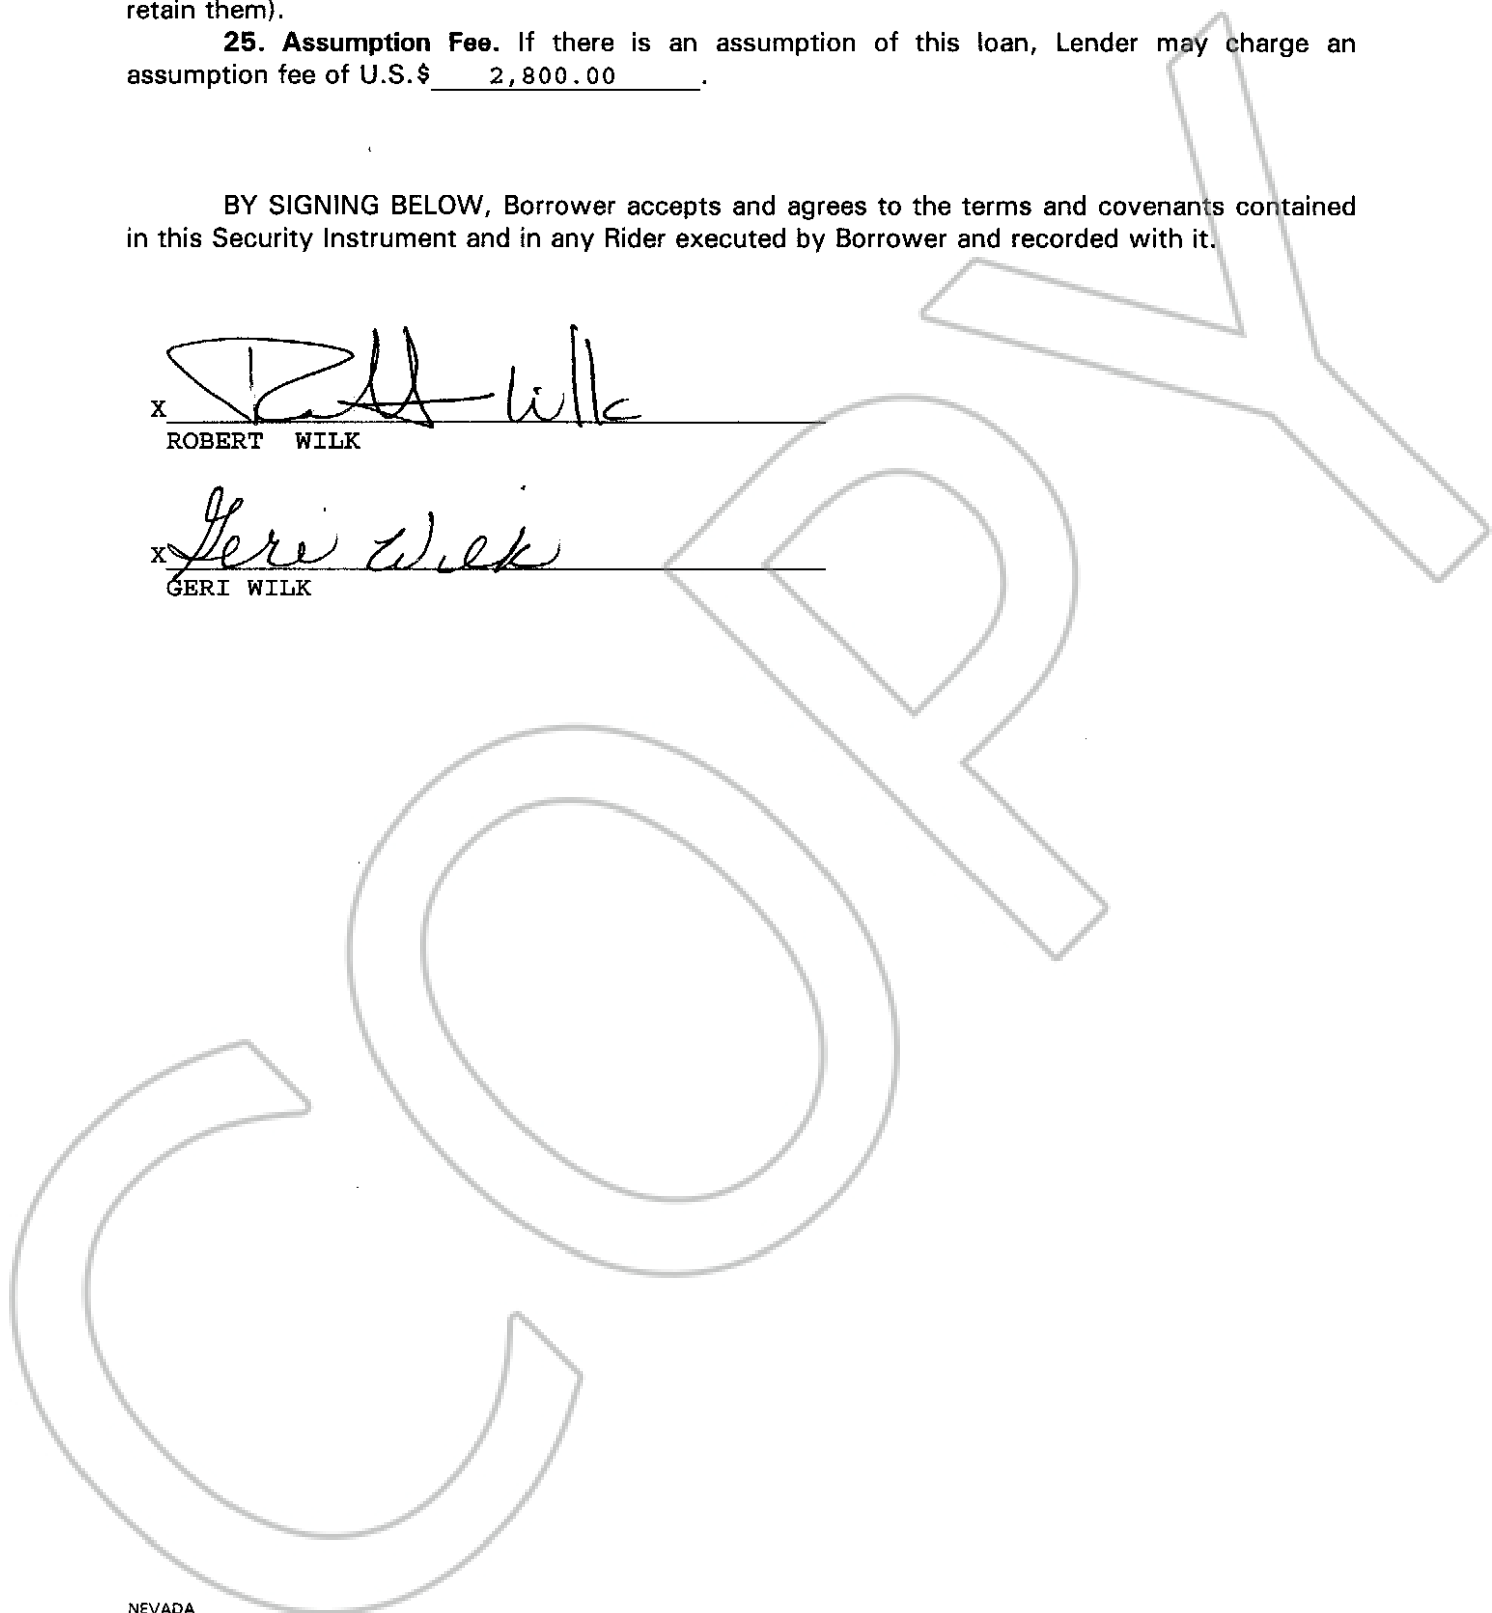 retain them).
25. Assumption Fee. If there is an assumption of this loan, Lender may charge an
assumption fee of U.S.$ 2,800.00 .
BY SIGNING BELOW, Borrower accepts and agrees to the terms and covenants contained
in this Security Instrument and in any Rider executed by Borrower and recorded with it.
X Robert Wilk
ROBERT WILK
X Geri Wilk
GERI WILK
COPY
NEVADA